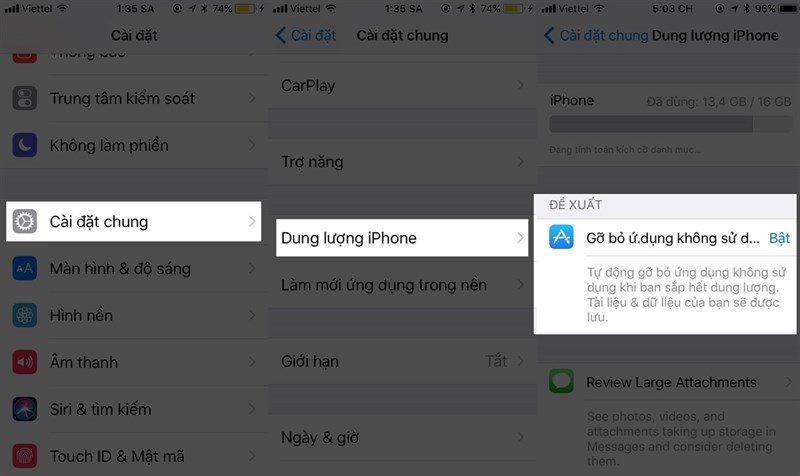 Viettel 1:35 SA 74%
Cài đặt
Thông báo
Trung tâm kiểm soát
Không làm phiền
Cài đặt chung
Màn hình & độ sáng
AA
Hình nền
Âm thanh
Siri & tìm kiếm
Touch ID & Mật mã
Viettel 1:35 SA 74%
Cài đặt Cài đặt chung
CarPlay
Trợ năng
Dung lượng iPhone
Làm mới ứng dụng trong nền
Giới hạn Tắt
Ngày & giờ
Viettel 5:03 CH 96%
Cài đặt chung Dung lượng iPhone
iPhone Đã dùng: 13,4 GB / 16 GB
Đang tính toán kích cỡ danh mục...
ĐỀ XUẤT
Gỡ bỏ ứ.dụng không sử d... Bật
Tự động gỡ bỏ ứng dụng không sử
dụng khi bạn sắp hết dung lượng.
Tài liệu & dữ liệu của bạn sẽ được
lưu.
Review Large Attachments
See photos, videos, and
attachments taking up storage in
Messages and consider deleting
them.